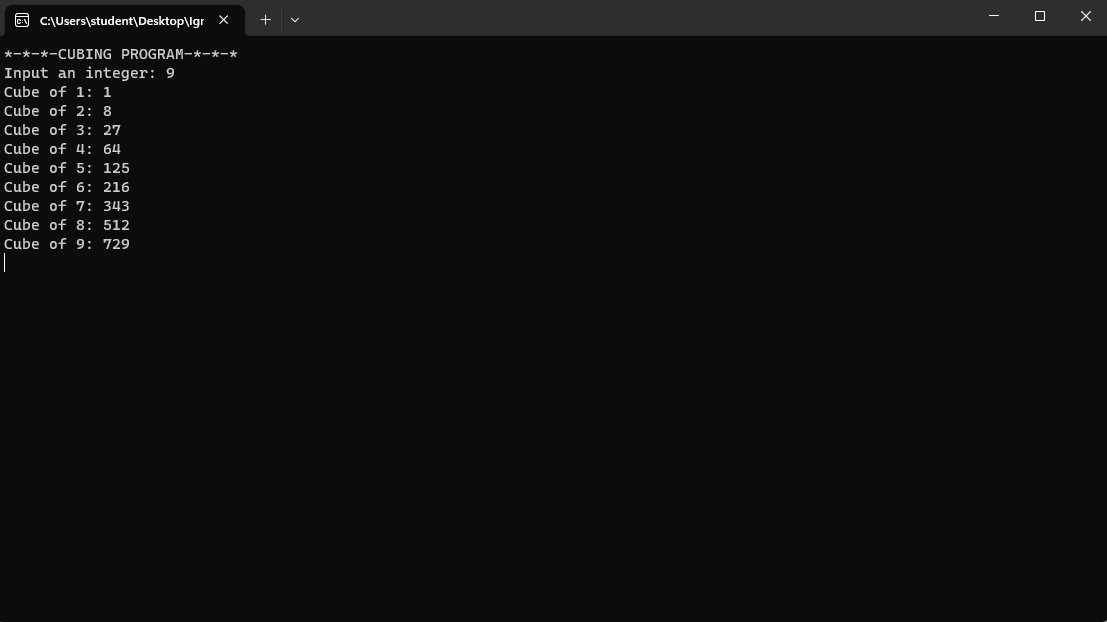 C:\Users\student\Desktop\Igr
*-*-*-CUBING PROGRAM-*-*-*
Input an integer: 9
Cube of 1: 1
Cube of 2: 8
Cube of 3: 27
Cube of 4: 64
Cube of 5: 125
Cube of 6: 216
Cube of 7: 343
Cube of 8: 512
Cube of 9: 729